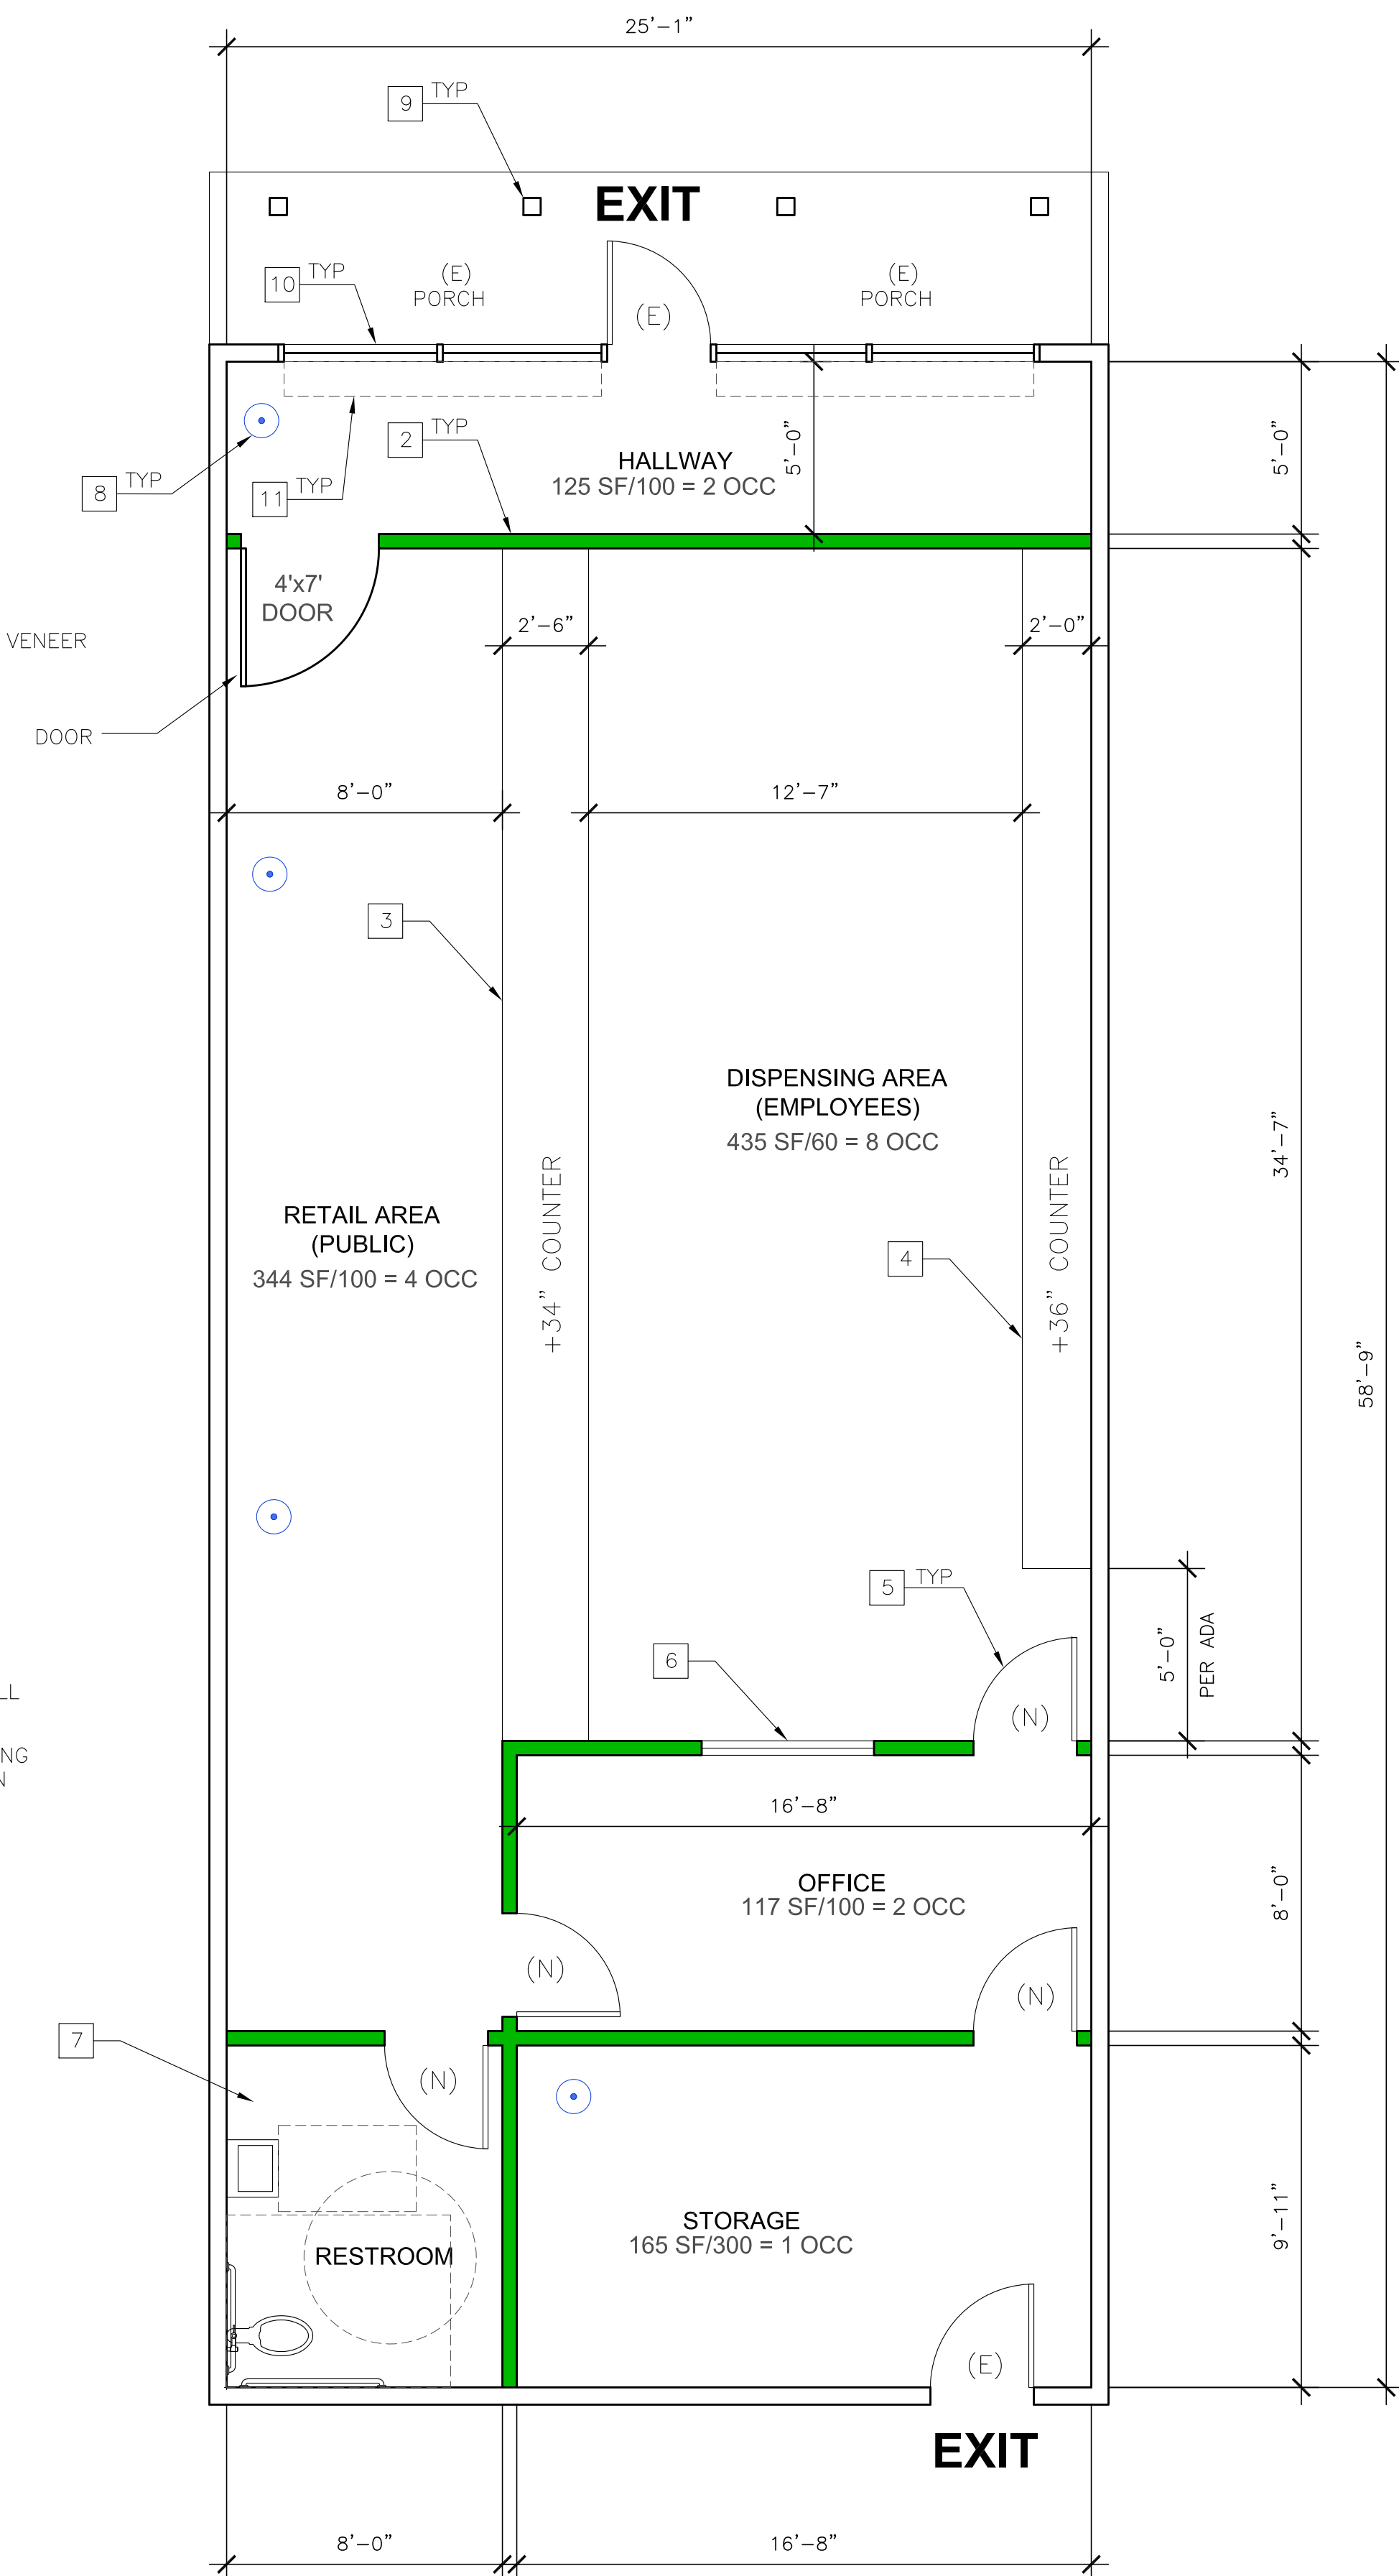 25'-1"
9 TYP
EXIT
10 TYP
(E)
PORCH
(E)
(E)
PORCH
8 TYP
2 TYP
11 TYP
HALLWAY
125 SF/100 = 2 OCC
5'-0"
5'-0"
4'x7'
DOOR
VENEER
DOOR
2'-6"
2'-0"
8'-0"
12'-7"
3
DISPENSING AREA
(EMPLOYEES)
435 SF/60 = 8 OCC
34'-7"
RETAIL AREA
(PUBLIC)
344 SF/100 = 4 OCC
+34" COUNTER
4
+36" COUNTER
58'-9"
5 TYP
6
(N)
5'-0"
PER ADA
LL
NG
N
16'-8"
OFFICE
117 SF/100 = 2 OCC
8'-0"
(N)
(N)
7
(N)
STORAGE
165 SF/300 = 1 OCC
9'-11"
RESTROOM
(E)
EXIT
8'-0"
16'-8"